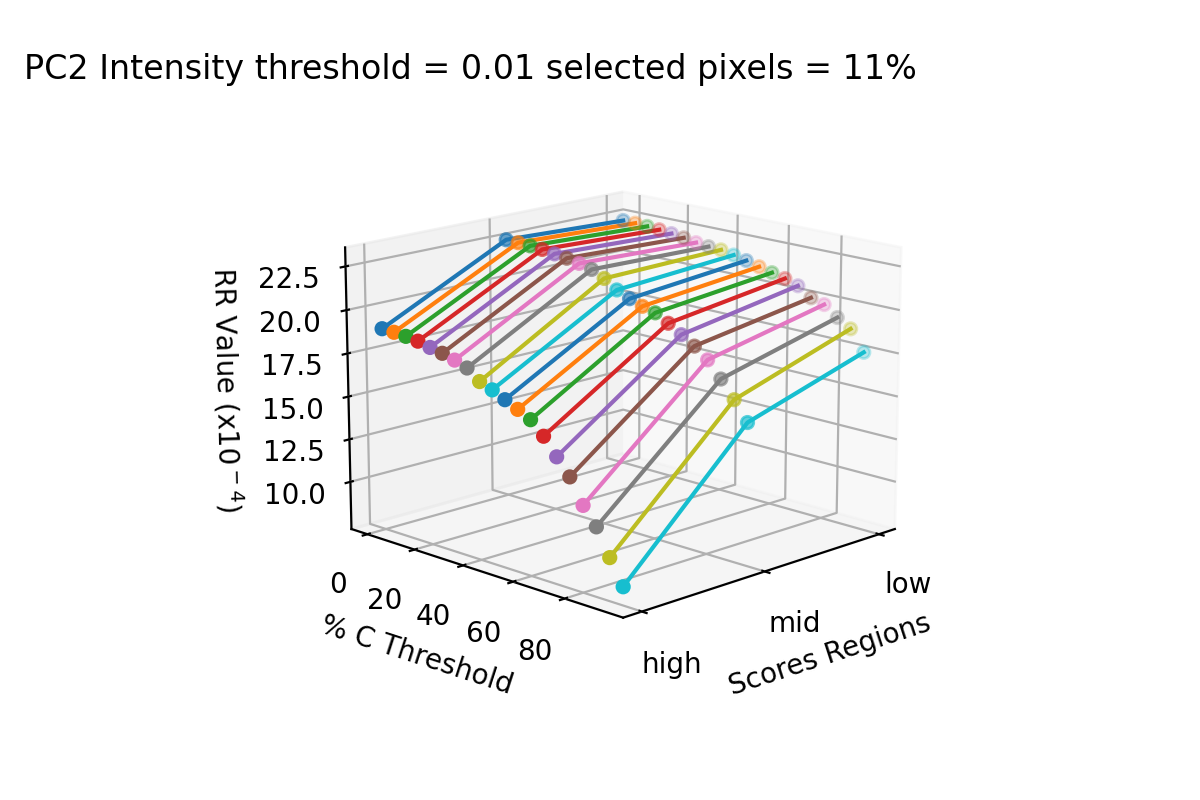 PC2 Intensity threshold = 0.01 selected pixels = 11%
RR Value (x10⁻⁴)
22.5
20.0
17.5
15.0
12.5
10.0
0
20
40
60
80
% C Threshold
high
mid
low
Scores Regions